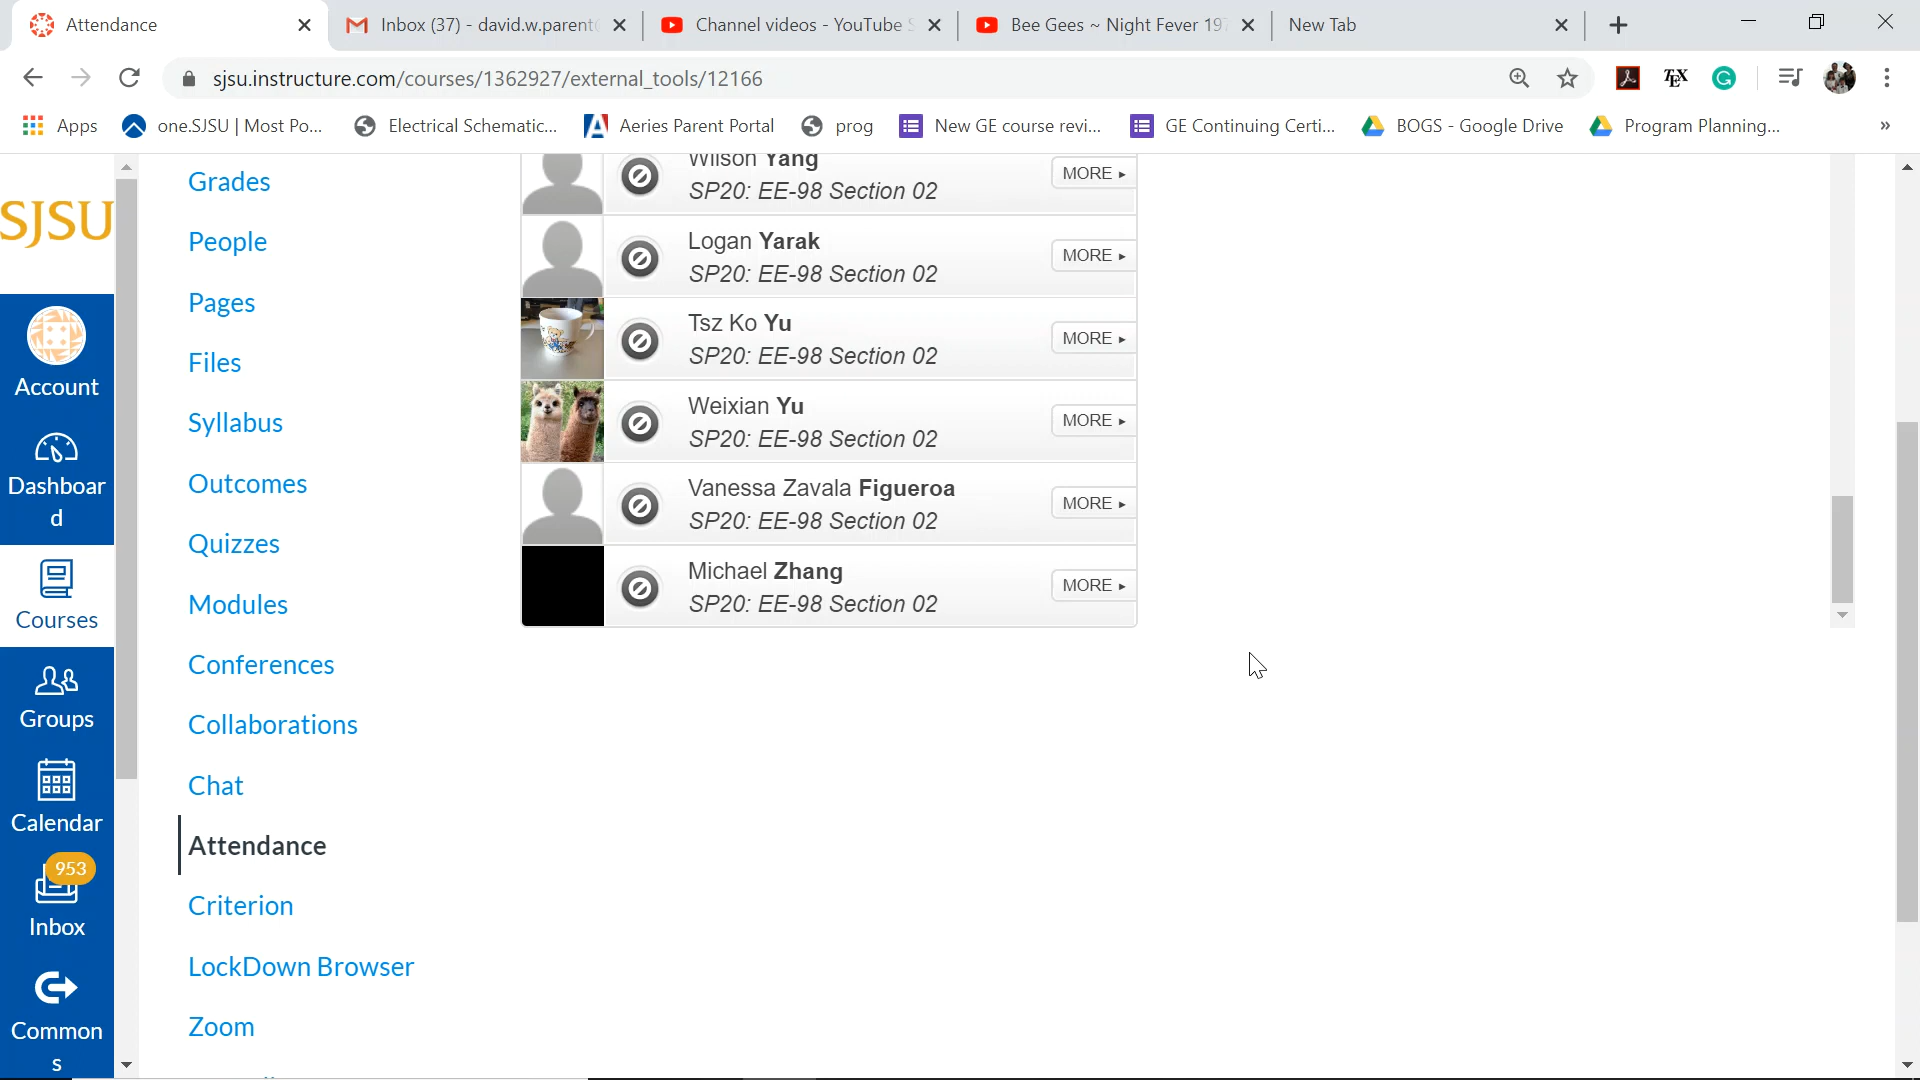 Attendance
Inbox (37) - david.w.parent
Channel videos - YouTube S
Bee Gees ~ Night Fever 197
New Tab
sjsu.instructure.com/courses/1362927/external_tools/12166
Apps
one.SJSU | Most Po...
Electrical Schematic...
Aeries Parent Portal
prog
New GE course revi...
GE Continuing Certi...
BOGS - Google Drive
Program Planning...
»
SJSU
Account
Dashboar
d
Courses
Groups
Calendar
953
Inbox
Common
s
Grades
People
Pages
Files
Syllabus
Outcomes
Quizzes
Modules
Conferences
Collaborations
Chat
Attendance
Criterion
LockDown Browser
Zoom
Wilson Yang
SP20: EE-98 Section 02
MORE ▸
Logan Yarak
SP20: EE-98 Section 02
MORE ▸
Tsz Ko Yu
SP20: EE-98 Section 02
MORE ▸
Weixian Yu
SP20: EE-98 Section 02
MORE ▸
Vanessa Zavala Figueroa
SP20: EE-98 Section 02
MORE ▸
Michael Zhang
SP20: EE-98 Section 02
MORE ▸